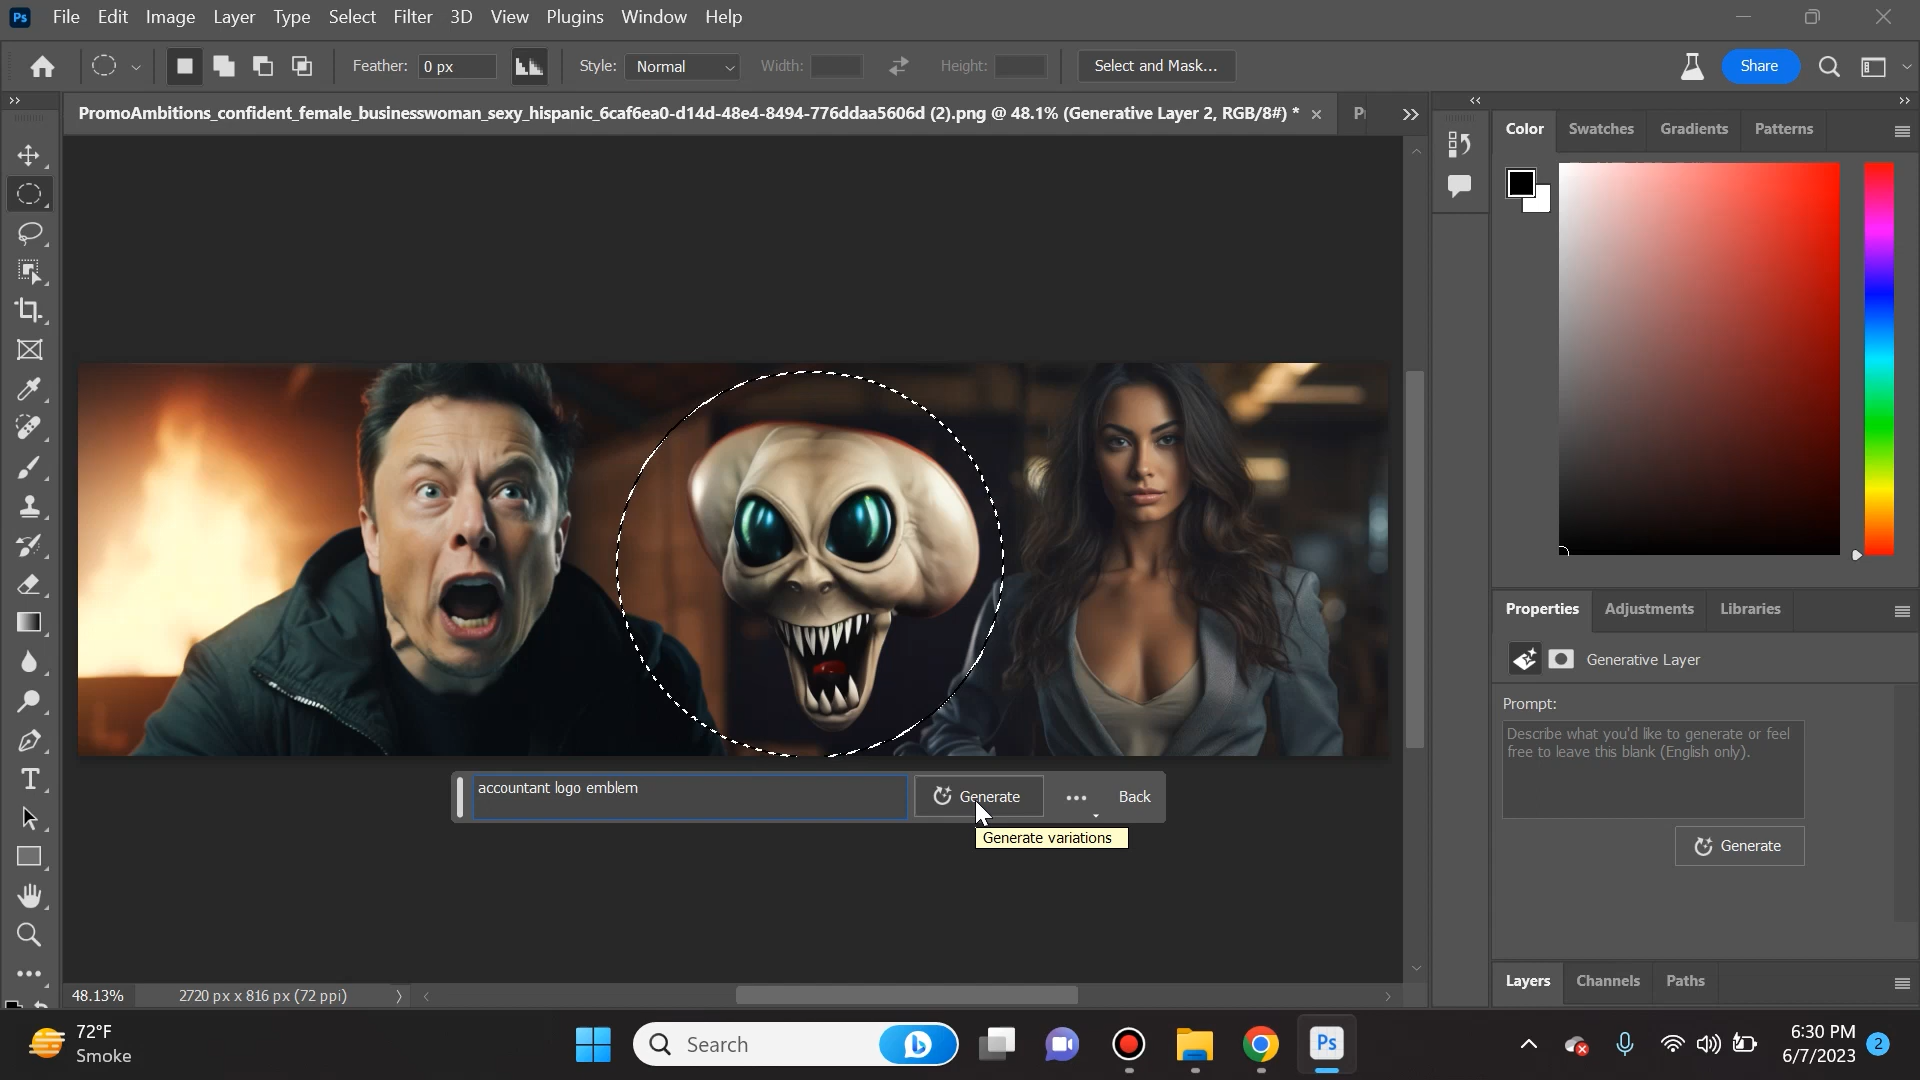 Ps File Edit Image Layer Type Select Filter 3D View Plugins Window Help
Feather: 0 px Style: Normal Width: Height: Select and Mask... Share
PromoAmbitions_confident_female_businesswoman_sexy_hispanic_6caf6ea0-d14d-48e4-8494-776ddaa5606d (2).png @ 48.1% (Generative Layer 2, RGB/8#) *
Color Swatches Gradients Patterns
Properties Adjustments Libraries
Generative Layer
Prompt:
Describe what you'd like to generate or feel
free to leave this blank (English only).
Generate
accountant logo emblem
Generate
Back
Generate variations
Layers Channels Paths
48.13% 2720 px x 816 px (72 ppi)
72°F
Smoke
Search
Ps
6:30 PM
6/7/2023
2